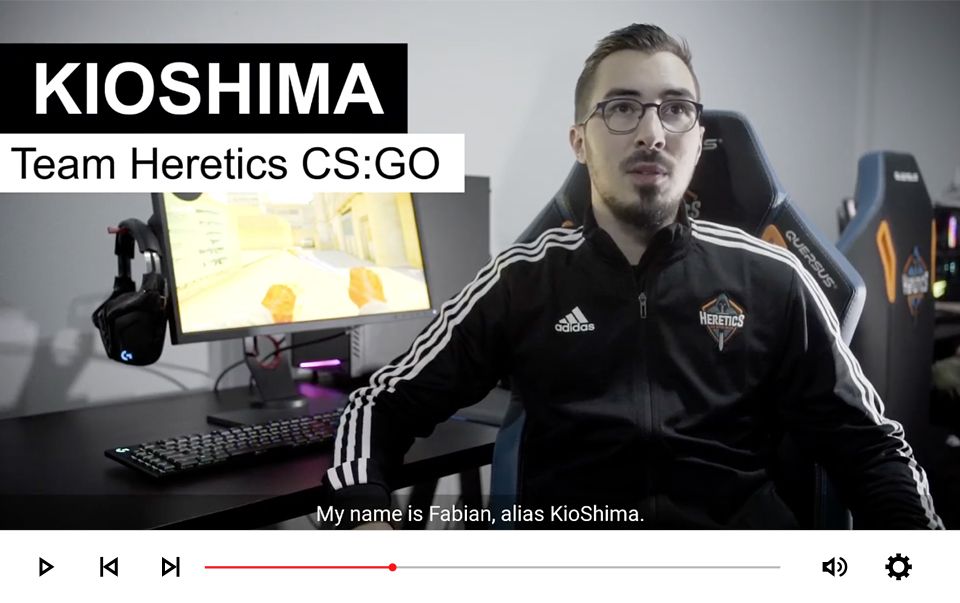 KIOSHIMA
Team Heretics CS:GO
adidas
HERETICS
QUERSUS
My name is Fabian, alias KioShima.